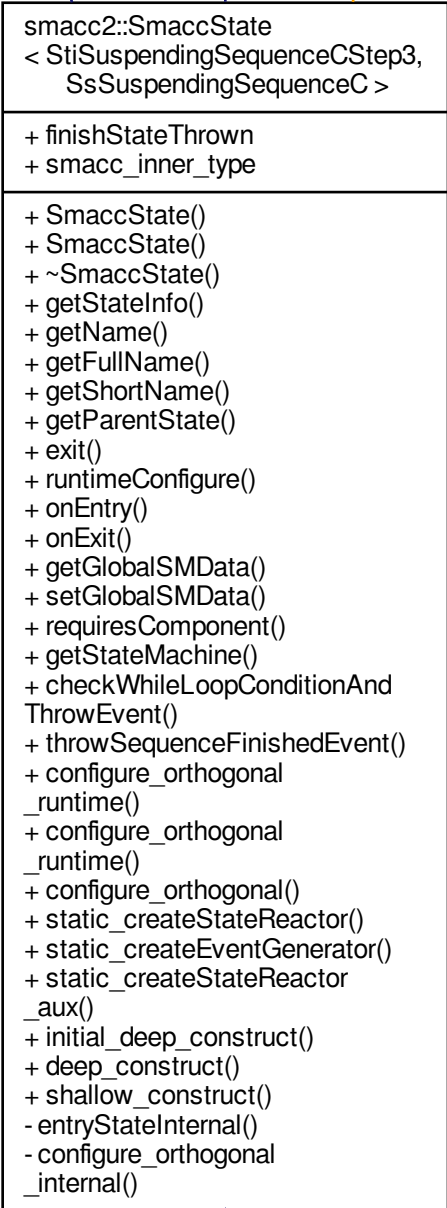 smacc2::SmaccState
< StiSuspendingSequenceCStep3,
SsSuspendingSequenceC >
+ finishStateThrown
+ smacc_inner_type
+ SmaccState()
+ SmaccState()
+ ~SmaccState()
+ getStateInfo()
+ getName()
+ getFullName()
+ getShortName()
+ getParentState()
+ exit()
+ runtimeConfigure()
+ onEntry()
+ onExit()
+ getGlobalSMData()
+ setGlobalSMData()
+ requiresComponent()
+ getStateMachine()
+ checkWhileLoopConditionAnd
ThrowEvent()
+ throwSequenceFinishedEvent()
+ configure_orthogonal
_runtime()
+ configure_orthogonal
_runtime()
+ configure_orthogonal()
+ static_createStateReactor()
+ static_createEventGenerator()
+ static_createStateReactor
_aux()
+ initial_deep_construct()
+ deep_construct()
+ shallow_construct()
- entryStateInternal()
- configure_orthogonal
_internal()